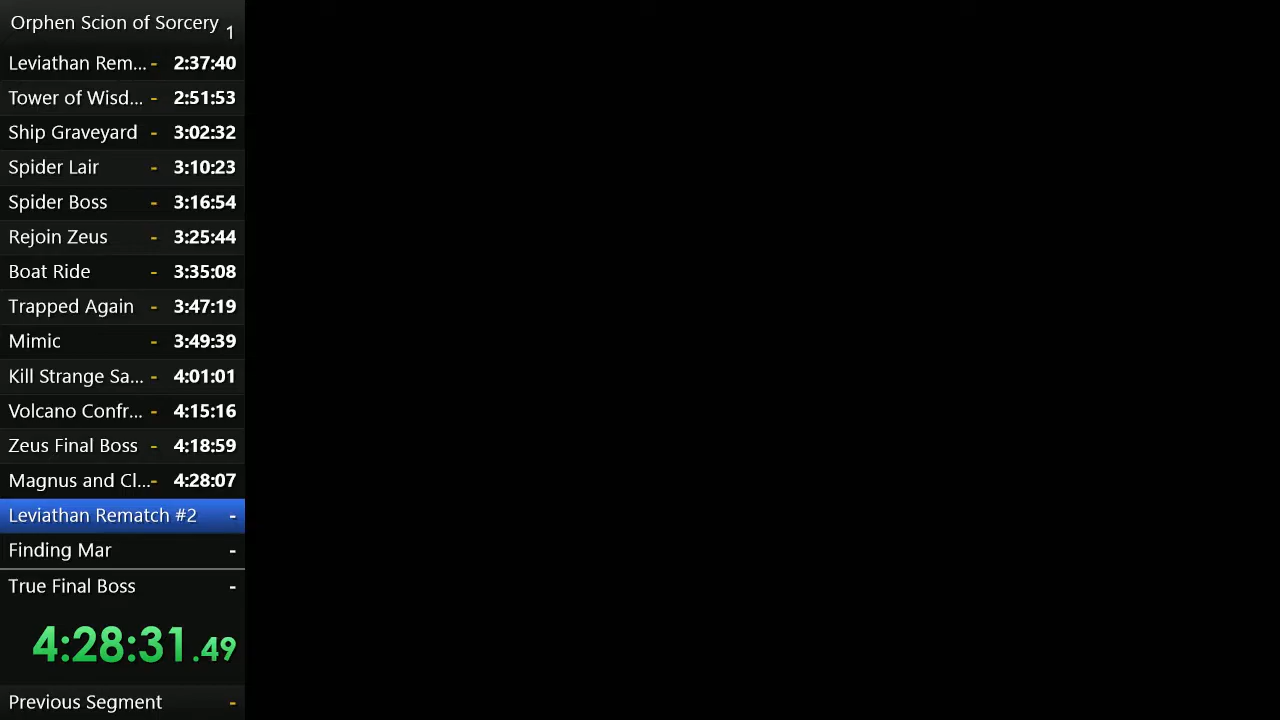 Orphen Scion of Sorcery 1
Leviathan Rem... - 2:37:40
Tower of Wisd... - 2:51:53
Ship Graveyard - 3:02:32
Spider Lair - 3:10:23
Spider Boss - 3:16:54
Rejoin Zeus - 3:25:44
Boat Ride - 3:35:08
Trapped Again - 3:47:19
Mimic - 3:49:39
Kill Strange Sa... - 4:01:01
Volcano Confr... - 4:15:16
Zeus Final Boss - 4:18:59
Magnus and Cl... - 4:28:07
Leviathan Rematch #2 -
Finding Mar -
True Final Boss -
4:28:31.49
Previous Segment -